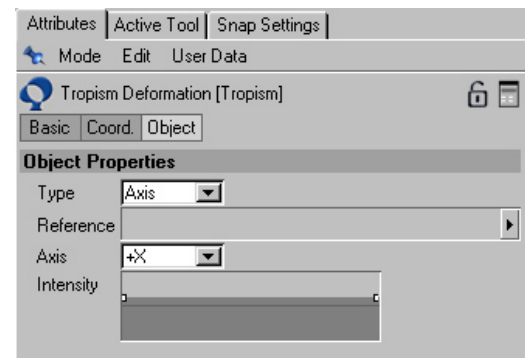 Attributes Active Tool Snap Settings
Mode Edit User Data
Tropism Deformation [Tropism]
Basic Coord. Object
Object Properties
Type Axis
Reference
Axis +X
Intensity